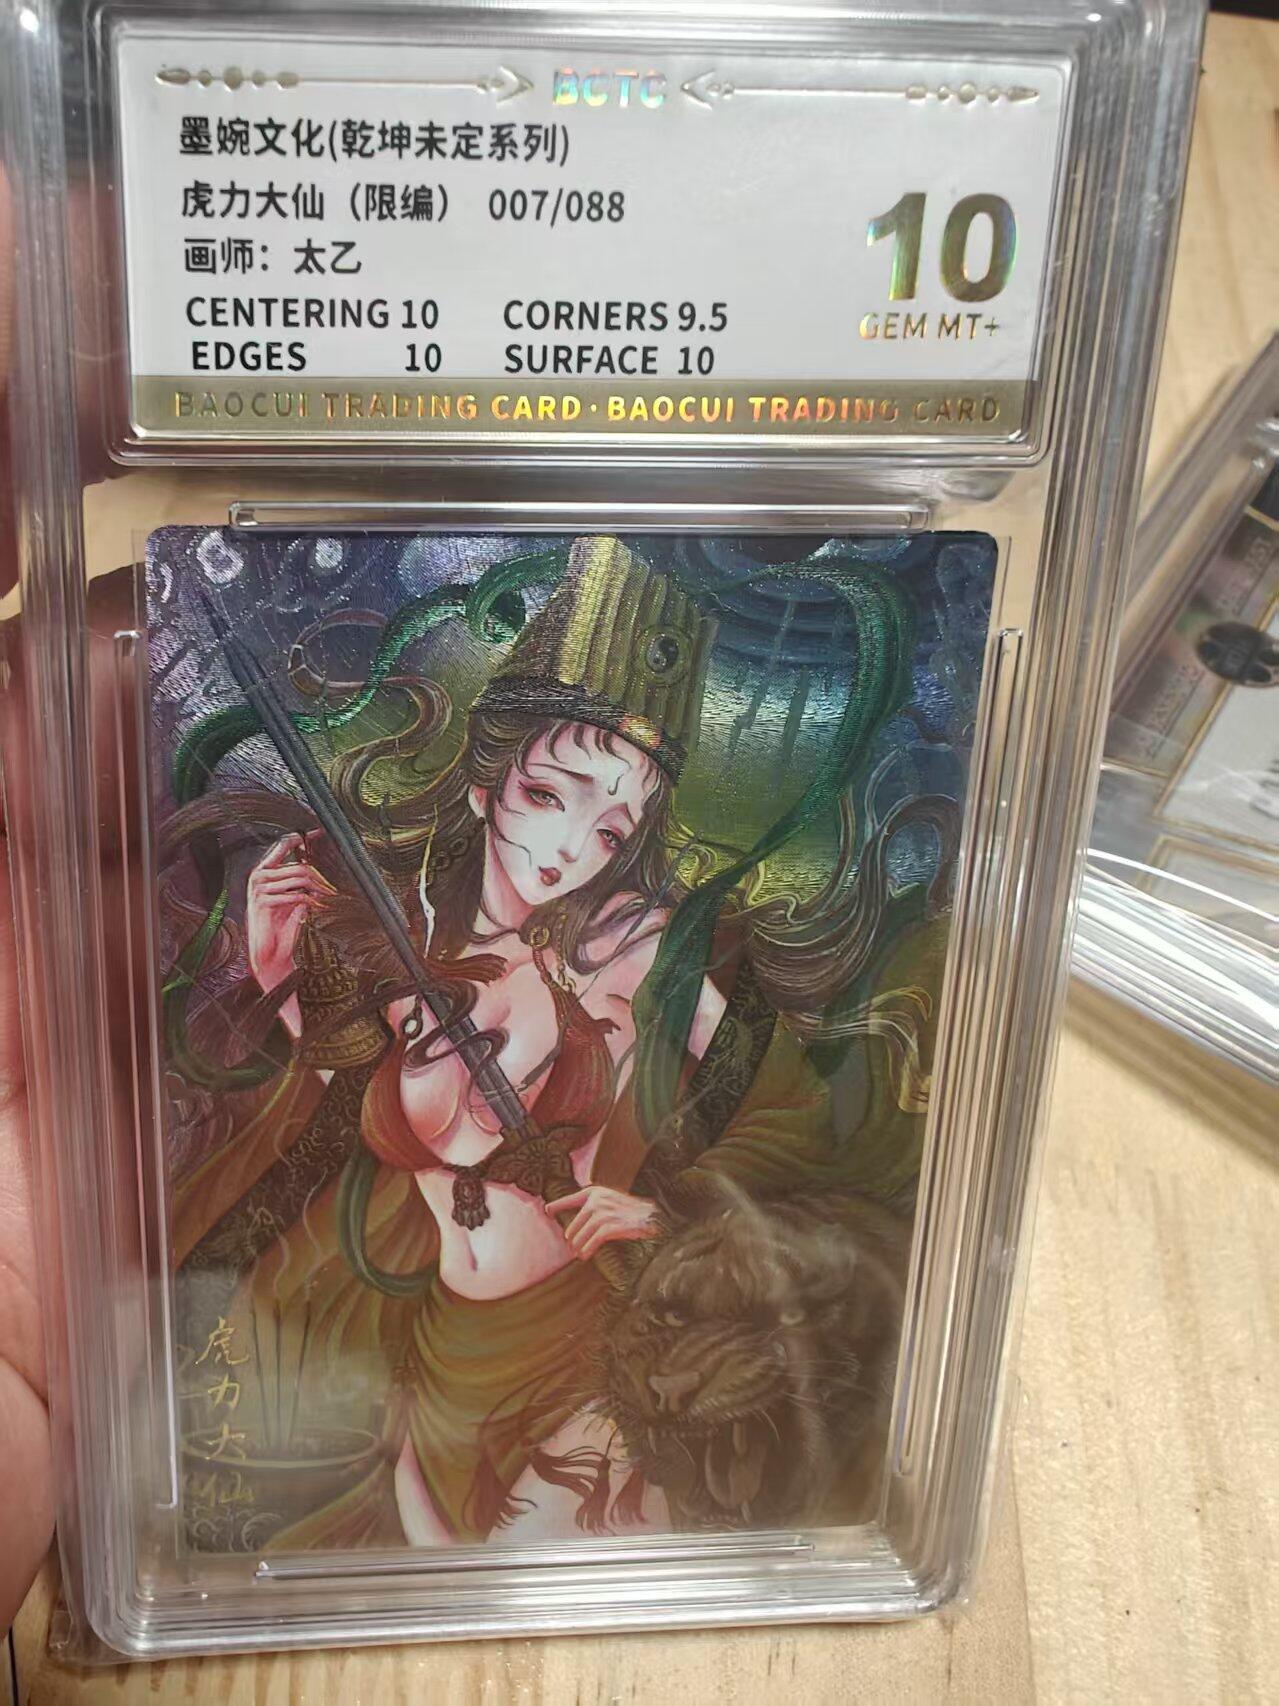 BCTC
墨婉文化(乾坤未定系列)
虎力大仙（限编） 007/088
画师：太乙
CENTERING 10 CORNERS 9.5
EDGES 10 SURFACE 10
10
GEM MT+
BAOCUI TRADING CARD·BAOCUI TRADING CARD
虎力大仙